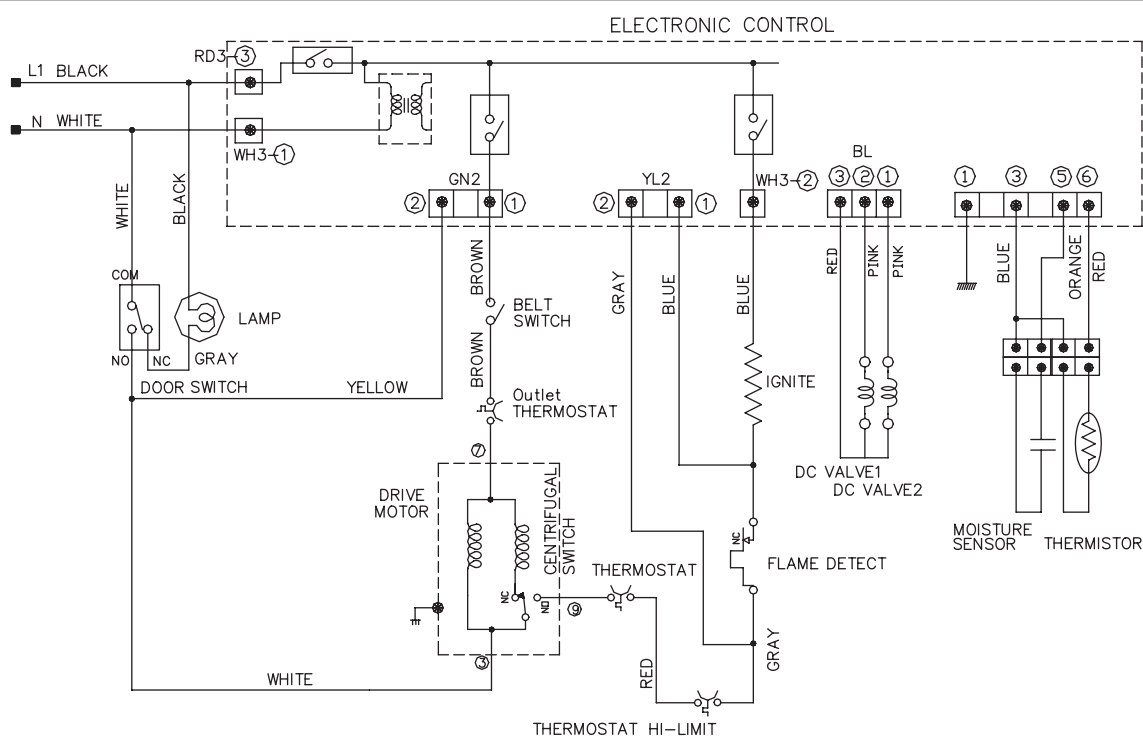 ELECTRONIC CONTROL
RD3-③
L1 BLACK
N WHITE
WH3-①
BL
WH3-②
③ ② ①
① ③ ⑤ ⑥
② GN2 ①
② YL2 ①
WHITE
BLACK
BROWN
GRAY
BLUE
BLUE
RED
PINK
PINK
BLUE
ORANGE
RED
COM
NO
NC
LAMP
GRAY
DOOR SWITCH
YELLOW
BELT
SWITCH
BROWN
Outlet
THERMOSTAT
IGNITE
⑦
DC VALVE1
DC VALVE2
DRIVE
MOTOR
CENTRIFUGAL
SWITCH
NC
NO
⑨
③
THERMOSTAT
NC
FLAME DETECT
MOISTURE
SENSOR
THERMISTOR
RED
GRAY
WHITE
THERMOSTAT HI-LIMIT